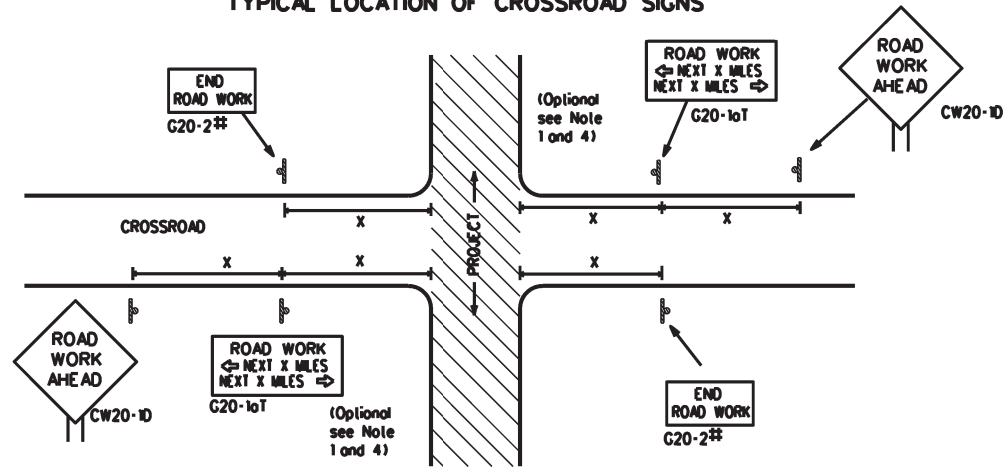 TYPICAL LOCATION OF CROSSROAD SIGNS
END
ROAD WORK
G20-2#
(Optional
see Note
1 and 4)
ROAD WORK
⇦ NEXT X MILES
NEXT X MILES ⇨
G20-1aT
ROAD
WORK
AHEAD
CW20-1D
X
X
X
CROSSROAD
PROJECT
X
X
X
ROAD
WORK
AHEAD
CW20-1D
ROAD WORK
⇦ NEXT X MILES
NEXT X MILES ⇨
G20-1aT
(Optional
see Note
1 and 4)
END
ROAD WORK
G20-2#